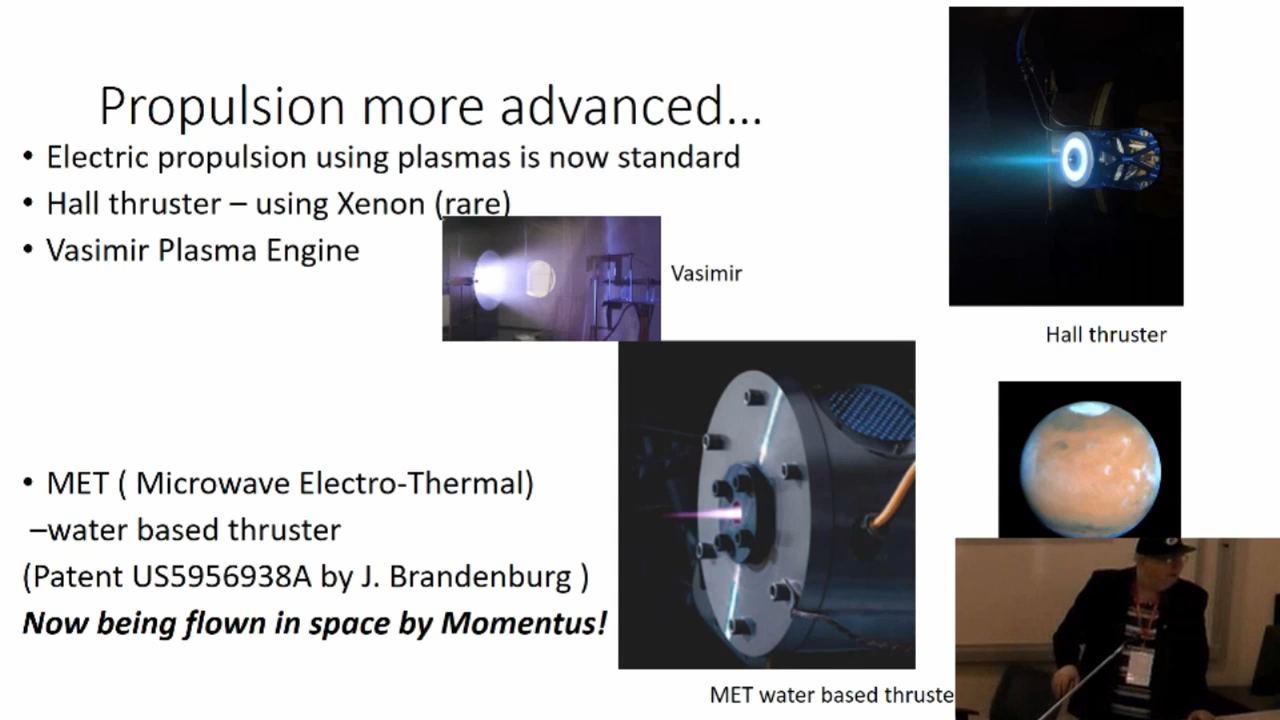 Propulsion more advanced...
• Electric propulsion using plasmas is now standard
• Hall thruster – using Xenon (rare)
• Vasimir Plasma Engine
Vasimir
Hall thruster
• MET ( Microwave Electro-Thermal)
–water based thruster
(Patent US5956938A by J. Brandenburg )
Now being flown in space by Momentus!
MET water based thruste